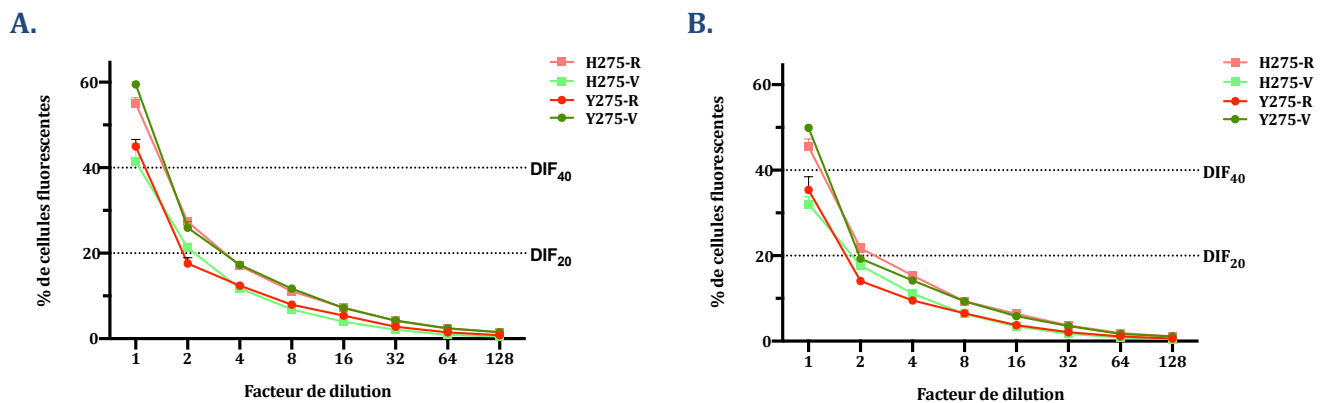 A.
% de cellules fluorescentes
60
40
20
0
1 2 4 8 16 32 64 128
Facteur de dilution
DIF40
DIF20
H275-R
H275-V
Y275-R
Y275-V
B.
% de cellules fluorescentes
60
40
20
0
1 2 4 8 16 32 64 128
Facteur de dilution
DIF40
DIF20
H275-R
H275-V
Y275-R
Y275-V